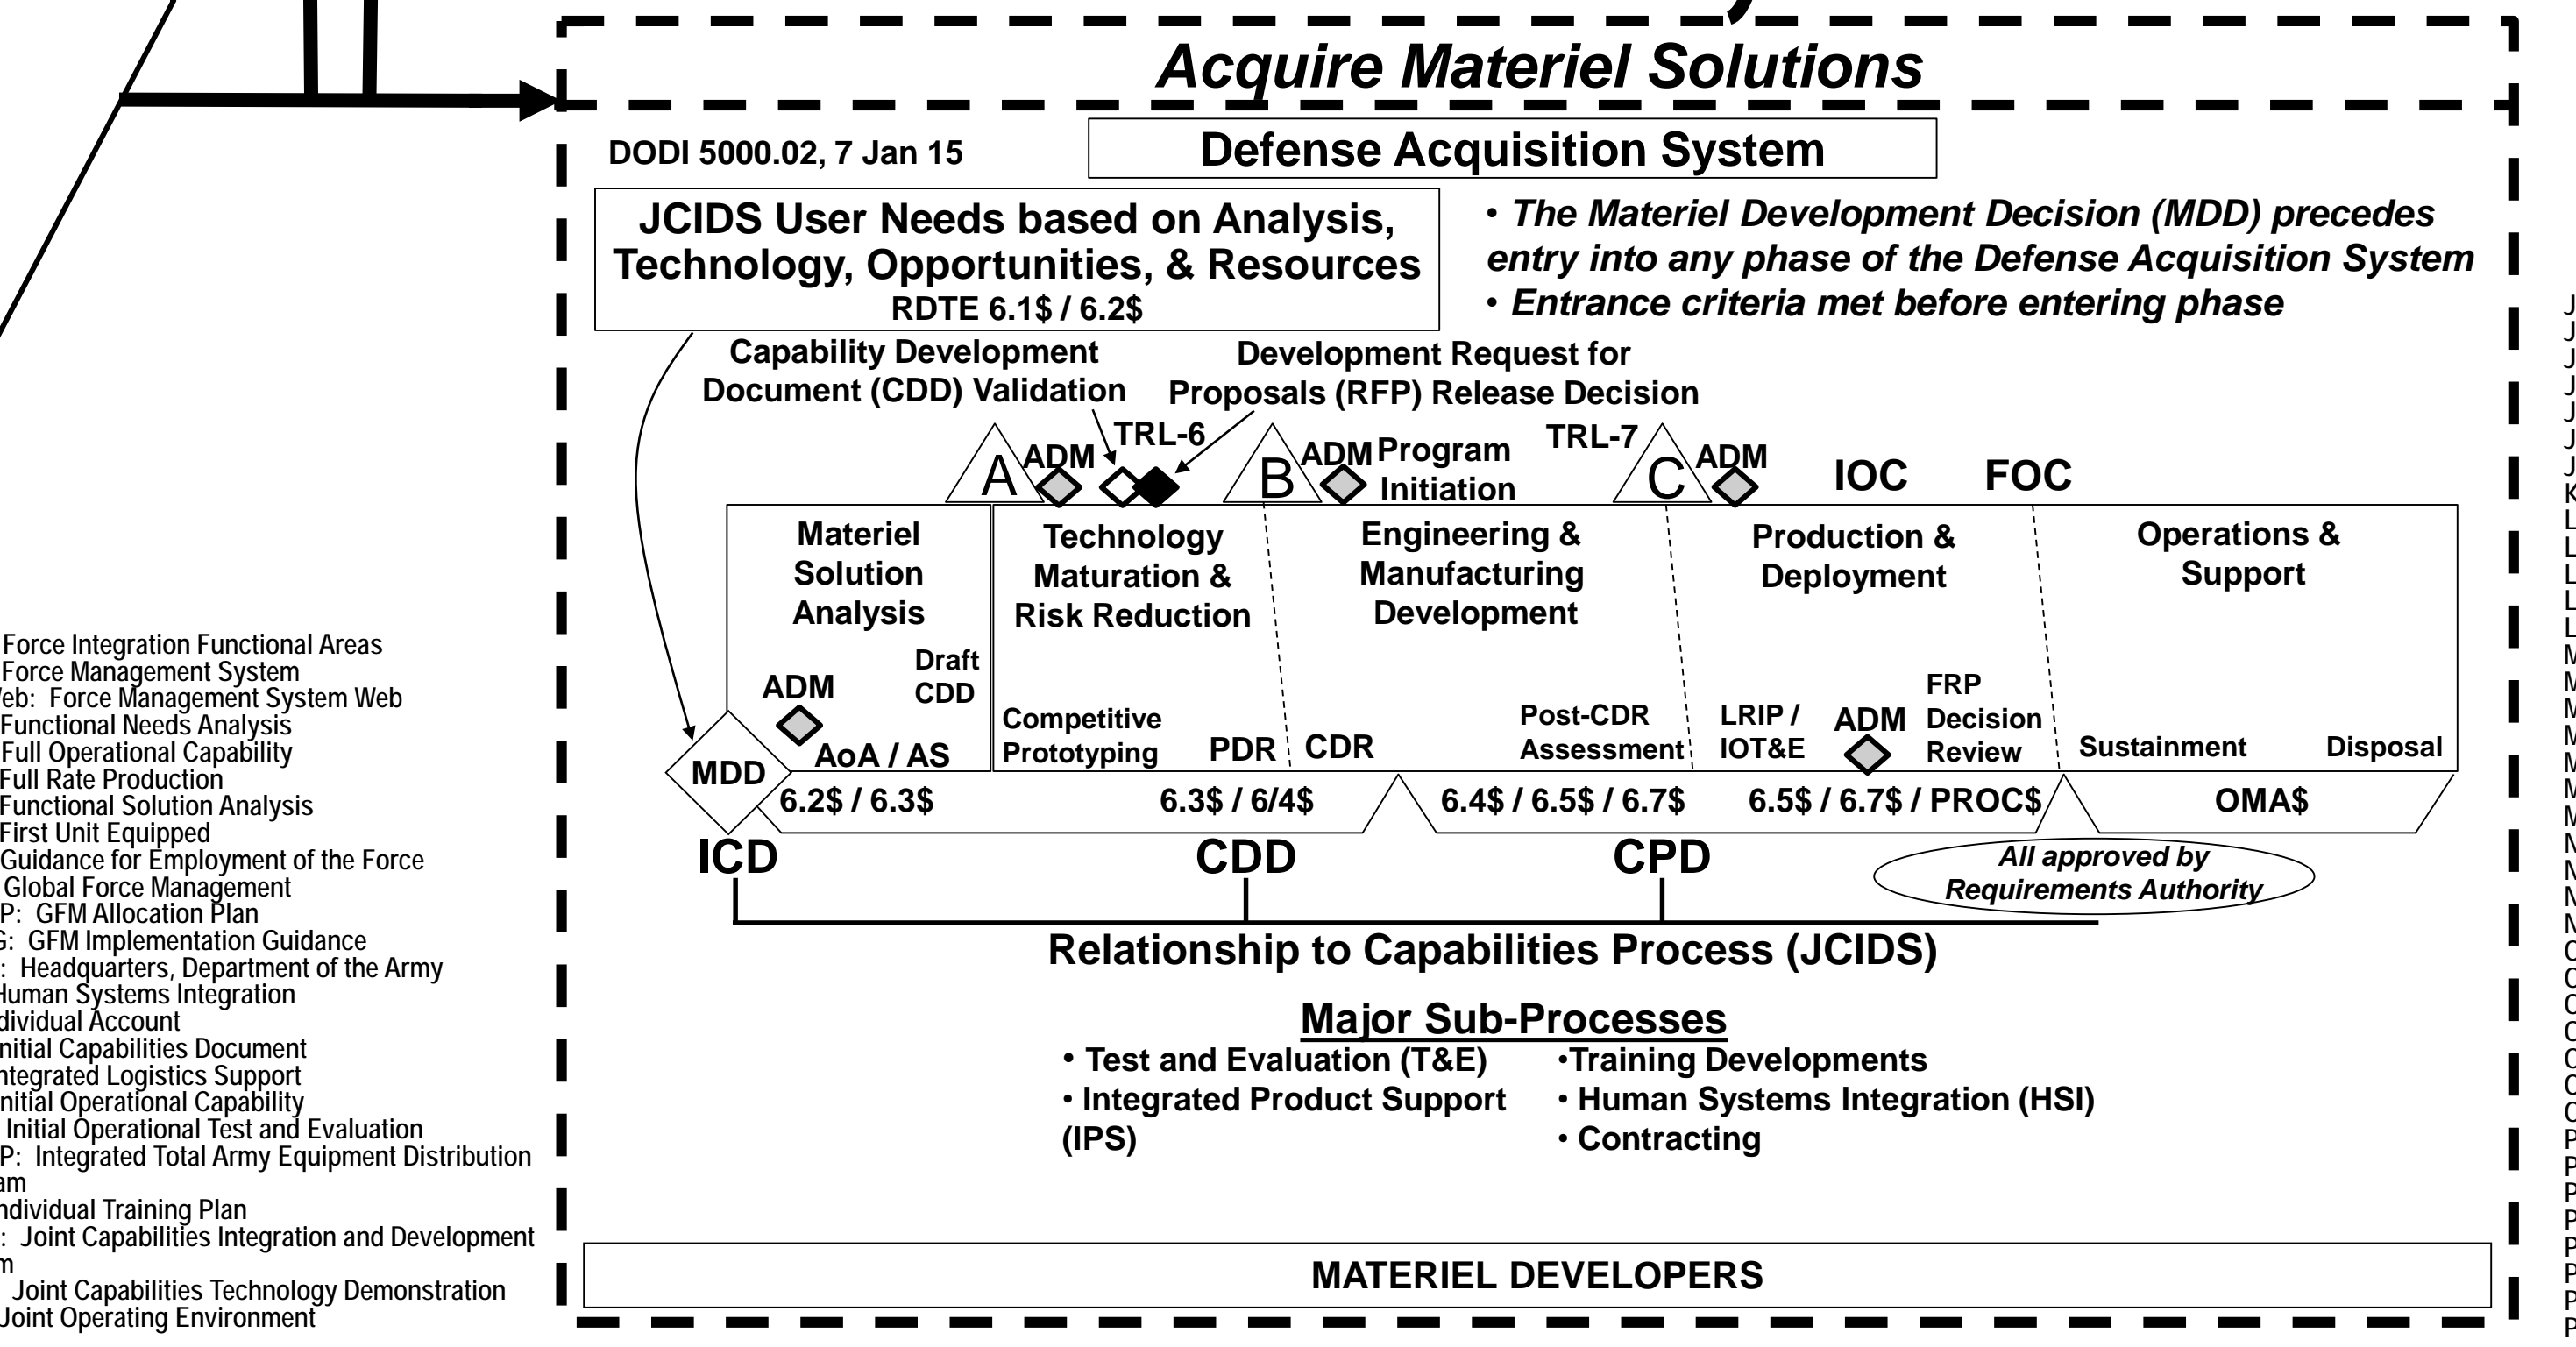 Acquire Materiel Solutions
DODI 5000.02, 7 Jan 15
Defense Acquisition System
JCIDS User Needs based on Analysis,
Technology, Opportunities, & Resources
RDTE 6.1$ / 6.2$
• The Materiel Development Decision (MDD) precedes
entry into any phase of the Defense Acquisition System
• Entrance criteria met before entering phase
Capability Development
Document (CDD) Validation
Development Request for
Proposals (RFP) Release Decision
A
ADM
TRL-6
B
ADM
Program
Initiation
TRL-7
C
ADM
IOC
FOC
Materiel
Solution
Analysis
Draft
CDD
ADM
AoA / AS
MDD
Technology
Maturation &
Risk Reduction
Competitive
Prototyping
PDR
Engineering &
Manufacturing
Development
CDR
Post-CDR
Assessment
Production &
Deployment
LRIP /
IOT&E
ADM
FRP
Decision
Review
Operations &
Support
Sustainment
Disposal
6.2$ / 6.3$
6.3$ / 6/4$
6.4$ / 6.5$ / 6.7$
6.5$ / 6.7$ / PROC$
OMA$
ICD
CDD
CPD
All approved by
Requirements Authority
Relationship to Capabilities Process (JCIDS)
Major Sub-Processes
• Test and Evaluation (T&E)
• Integrated Product Support
(IPS)
•Training Developments
• Human Systems Integration (HSI)
• Contracting
MATERIEL DEVELOPERS
Force Integration Functional Areas
Force Management System
eb: Force Management System Web
Functional Needs Analysis
Full Operational Capability
Full Rate Production
Functional Solution Analysis
First Unit Equipped
Guidance for Employment of the Force
Global Force Management
P: GFM Allocation Plan
G: GFM Implementation Guidance
: Headquarters, Department of the Army
Human Systems Integration
dividual Account
nitial Capabilities Document
ntegrated Logistics Support
nitial Operational Capability
Initial Operational Test and Evaluation
P: Integrated Total Army Equipment Distribution
am
ndividual Training Plan
: Joint Capabilities Integration and Development
m
Joint Capabilities Technology Demonstration
Joint Operating Environment